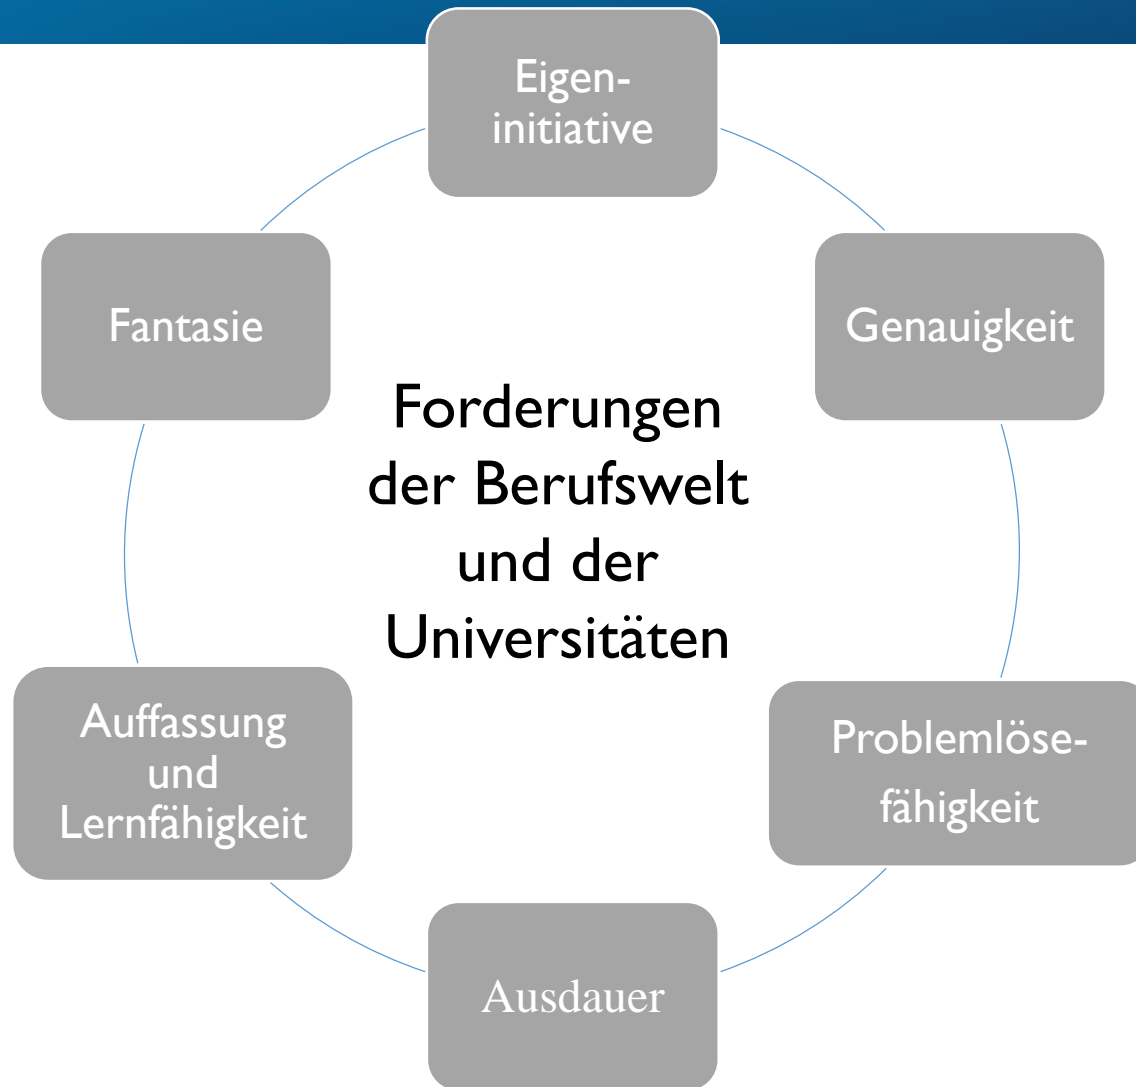 Eigen-
initiative
Genauigkeit
Problemlöse-
fähigkeit
Ausdauer
Auffassung
und
Lernfähigkeit
Fantasie
Forderungen
der Berufswelt
und der
Universitäten